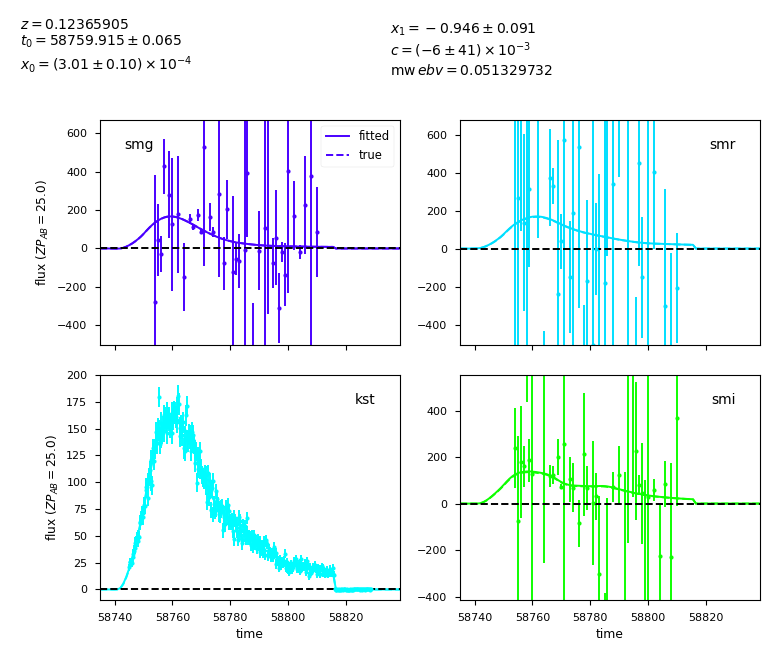 z = 0.12365905
t₀ = 58759.915 ± 0.065
x₀ = (3.01 ± 0.10) × 10⁻⁴
x₁ = −0.946 ± 0.091
c = (−6 ± 41) × 10⁻³
mw ebv = 0.051329732
smg
fitted
true
600
400
200
0
−200
−400
flux (ZP_AB = 25.0)
smr
600
400
200
0
−200
−400
kst
200
175
150
125
100
75
50
25
0
flux (ZP_AB = 25.0)
58740 58760 58780 58800 58820
time
smi
400
200
0
−200
−400
58740 58760 58780 58800 58820
time